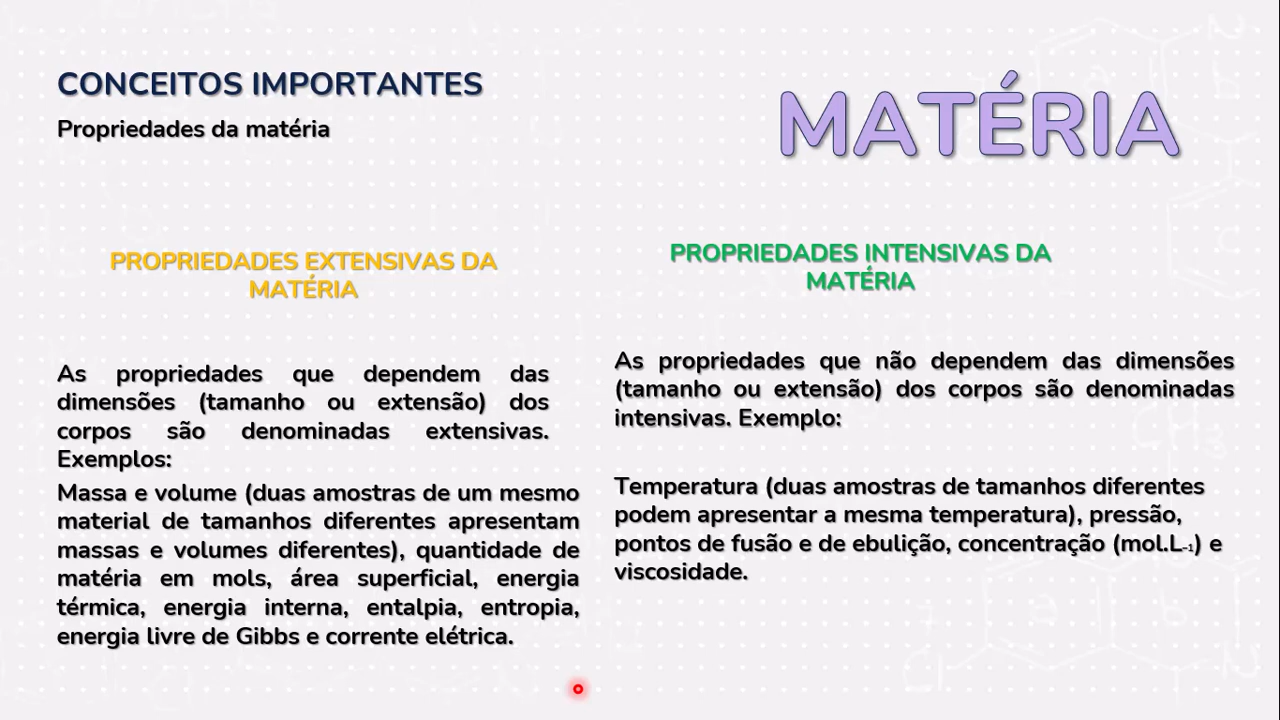 CONCEITOS IMPORTANTES
Propriedades da matéria
MATÉRIA
PROPRIEDADES EXTENSIVAS DA
MATÉRIA
As propriedades que dependem das
dimensões (tamanho ou extensão) dos
corpos são denominadas extensivas.
Exemplos:
Massa e volume (duas amostras de um mesmo
material de tamanhos diferentes apresentam
massas e volumes diferentes), quantidade de
matéria em mols, área superficial, energia
térmica, energia interna, entalpia, entropia,
energia livre de Gibbs e corrente elétrica.
PROPRIEDADES INTENSIVAS DA
MATÉRIA
As propriedades que não dependem das dimensões
(tamanho ou extensão) dos corpos são denominadas
intensivas. Exemplo:
Temperatura (duas amostras de tamanhos diferentes
podem apresentar a mesma temperatura), pressão,
pontos de fusão e de ebulição, concentração (mol.L-1) e
viscosidade.